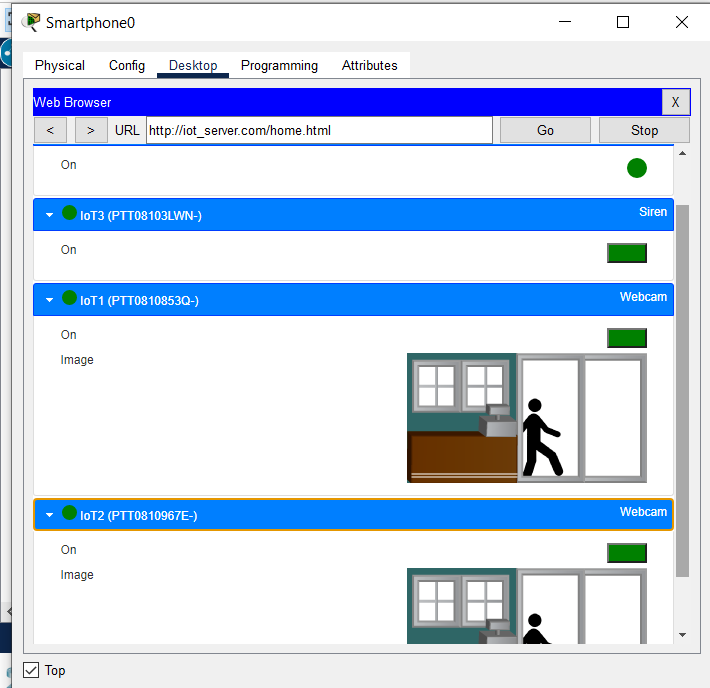 Smartphone0
Physical Config Desktop Programming Attributes
Web Browser X
< > URL http://iot_server.com/home.html Go Stop
On
IoT3 (PTT08103LWN-) Siren
On
IoT1 (PTT0810853Q-) Webcam
On
Image
IoT2 (PTT0810967E-) Webcam
On
Image
Top